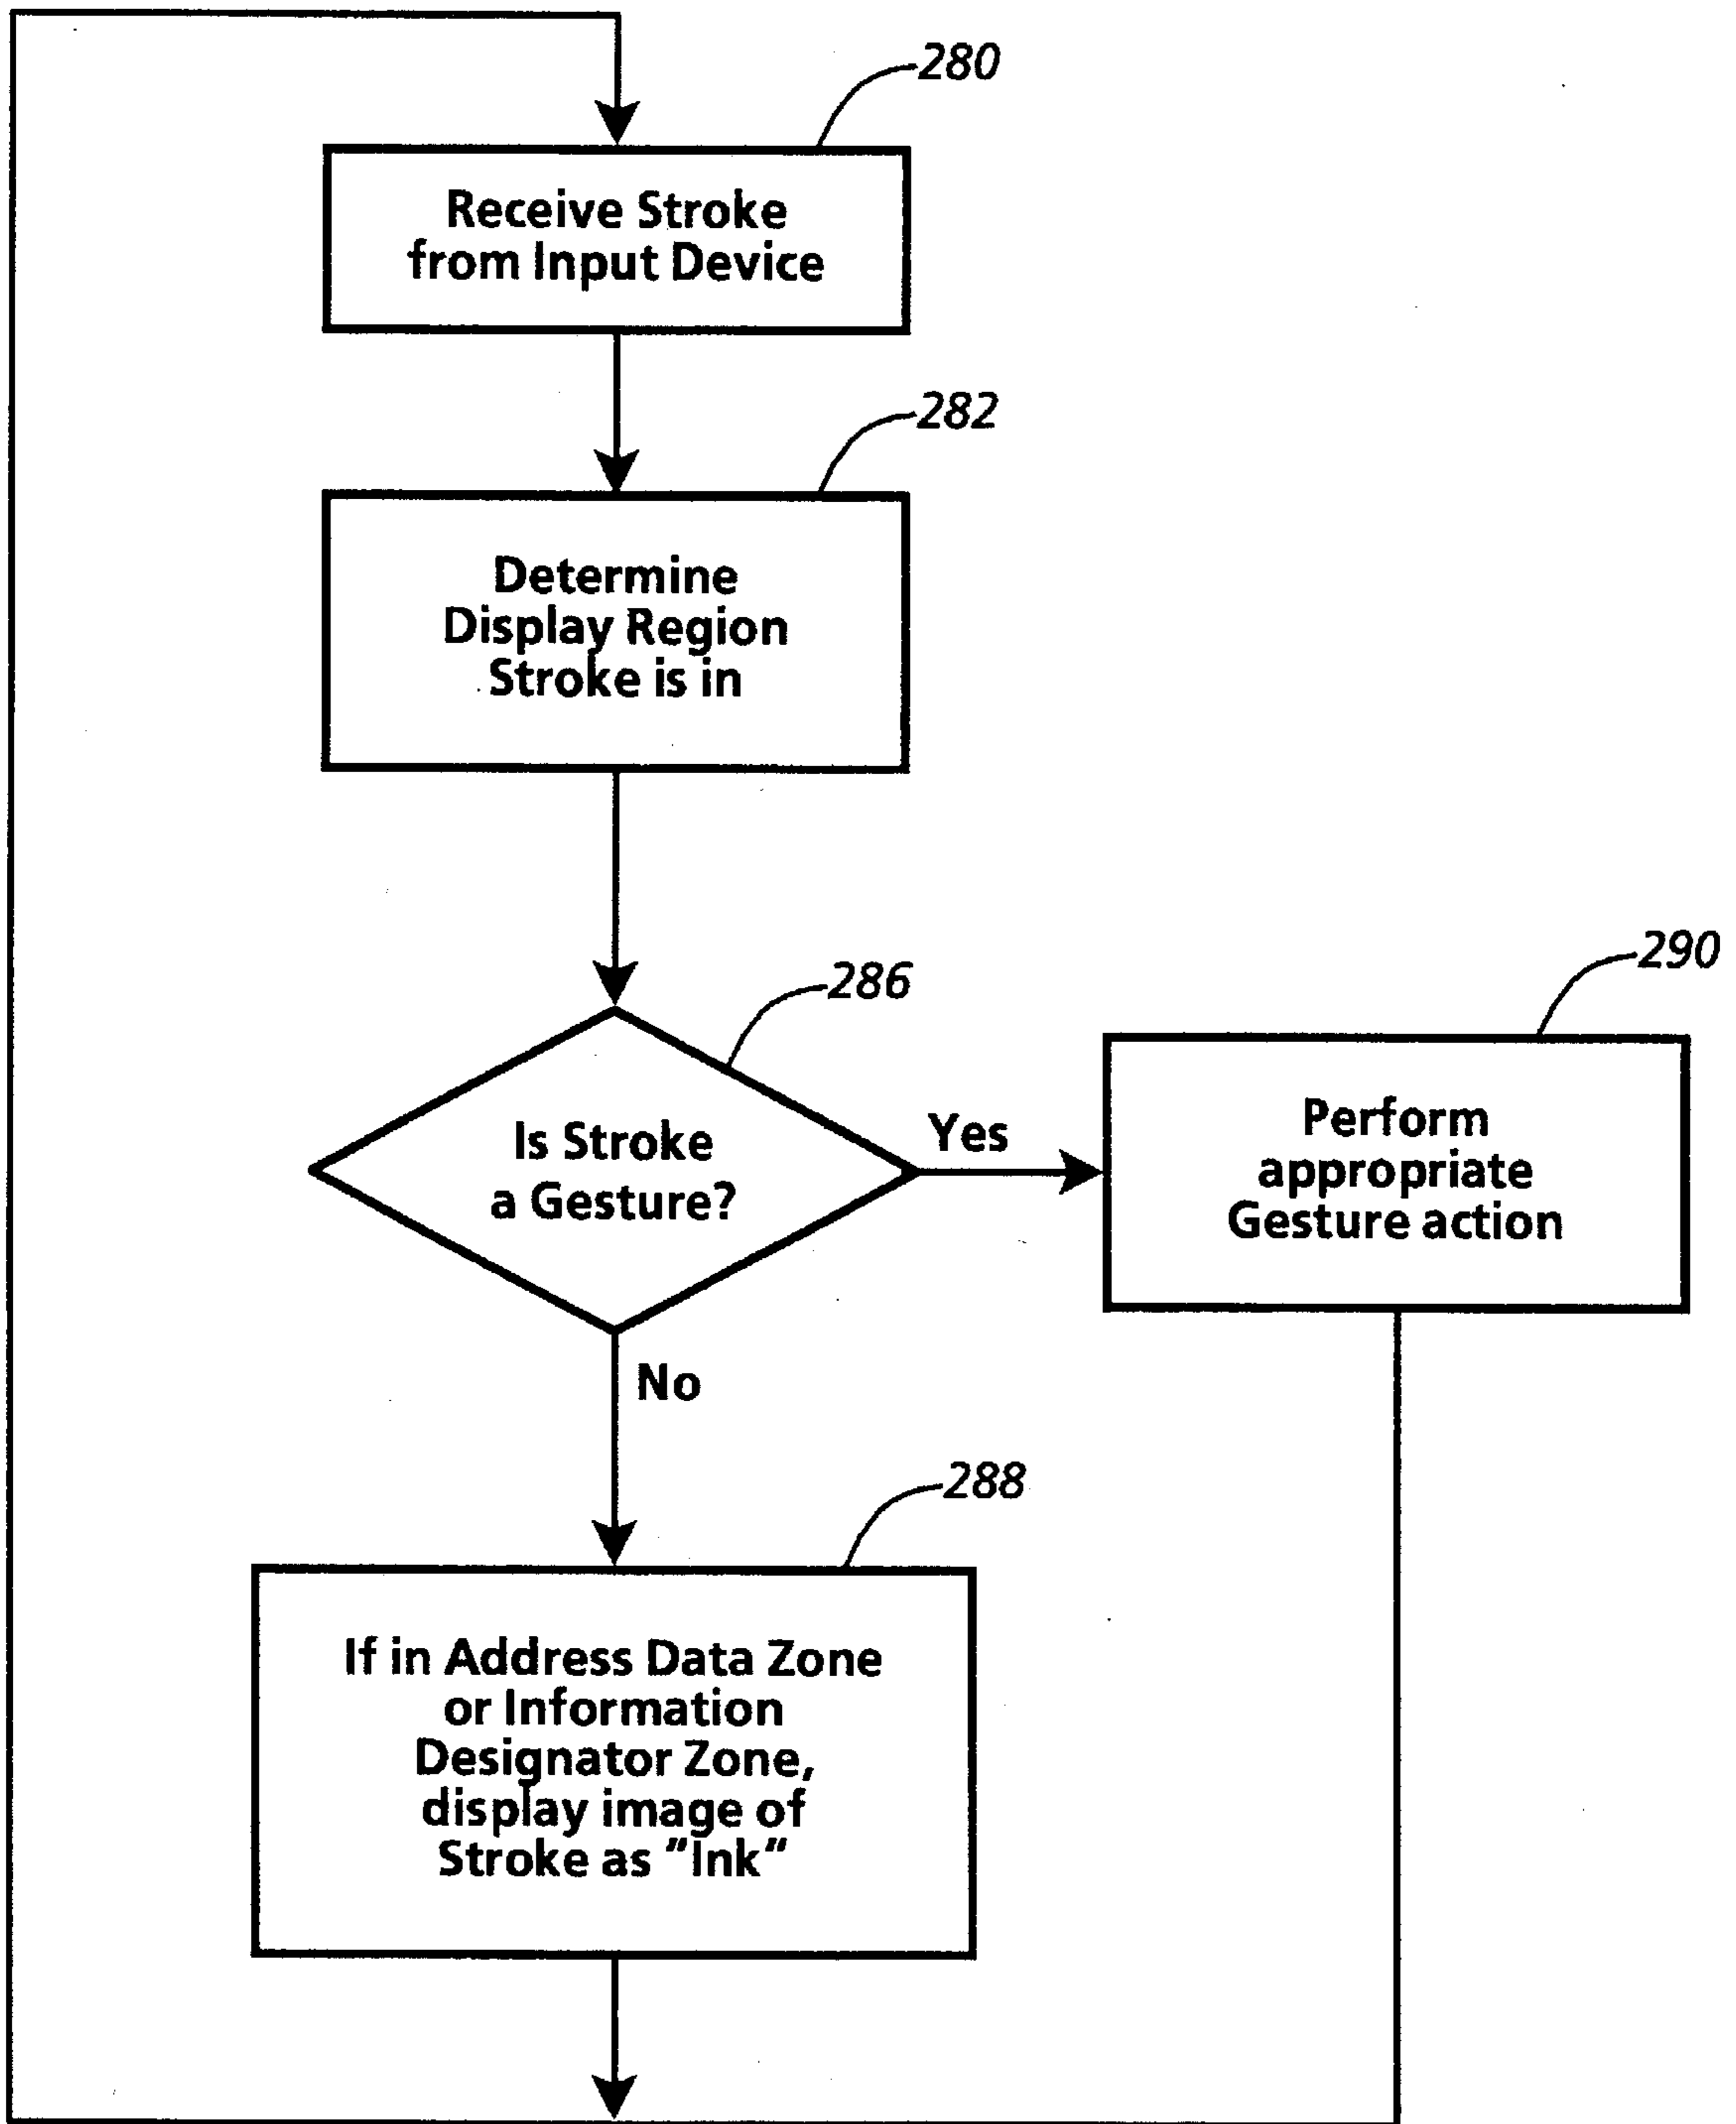 280
Receive Stroke
from Input Device
282
Determine
Display Region
Stroke is in
286
Is Stroke
a Gesture?
Yes
290
Perform
appropriate
Gesture action
No
288
If in Address Data Zone
or Information
Designator Zone,
display image of
Stroke as "Ink"